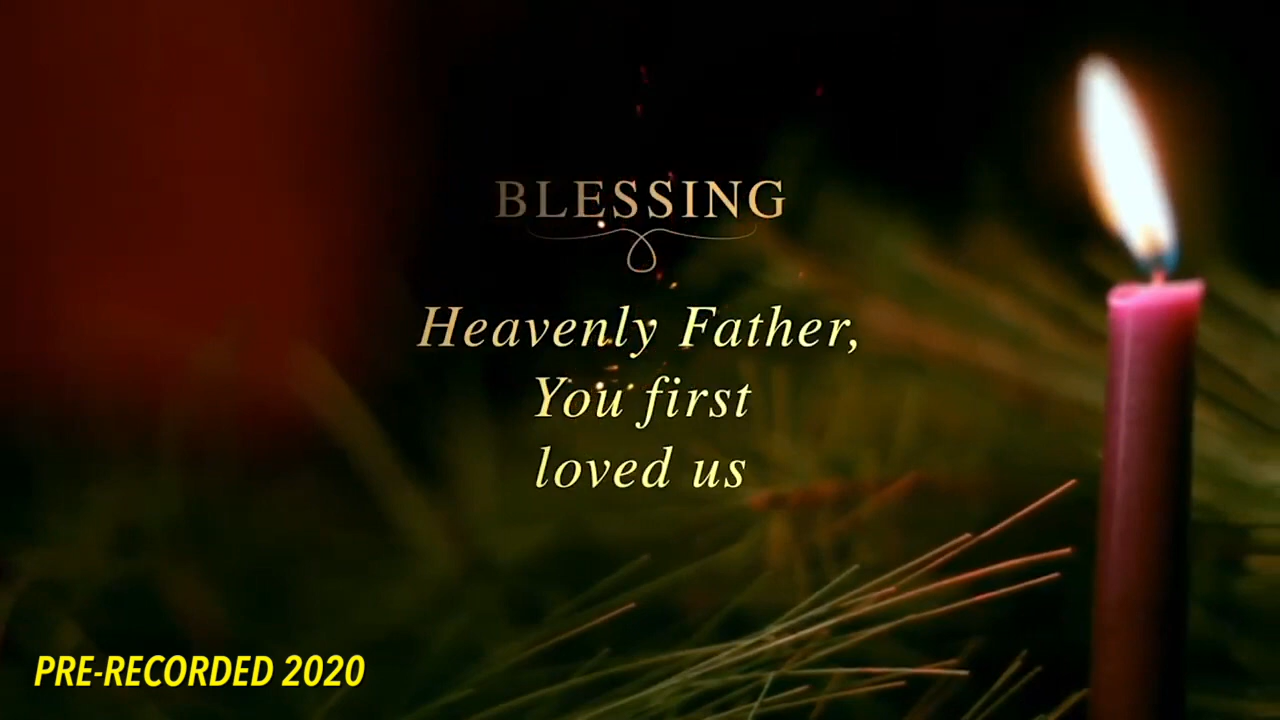 BLESSING
Heavenly Father,
You first
loved us
PRE-RECORDED 2020